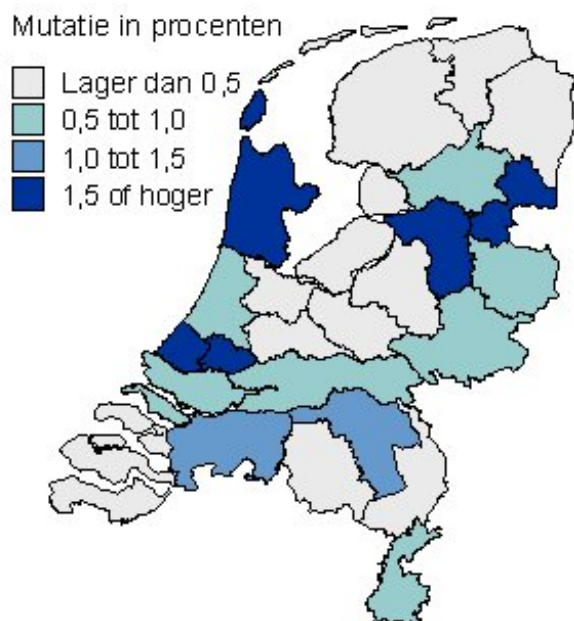 Mutatie in procenten
Lager dan 0,5
0,5 tot 1,0
1,0 tot 1,5
1,5 of hoger